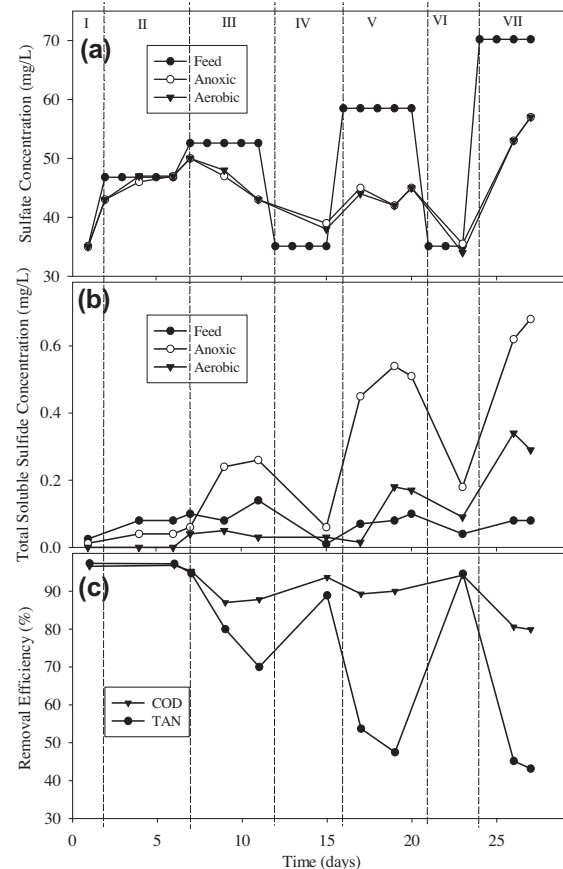 I II III IV V VI VII
(a)
Feed
Anoxic
Aerobic
Sulfate Concentration (mg/L)
70
60
50
40
30
(b)
Feed
Anoxic
Aerobic
Total Soluble Sulfide Concentration (mg/L)
0.6
0.4
0.2
0.0
(c)
COD
TAN
Removal Efficiency (%)
90
80
70
60
50
40
30
0 5 10 15 20 25
Time (days)